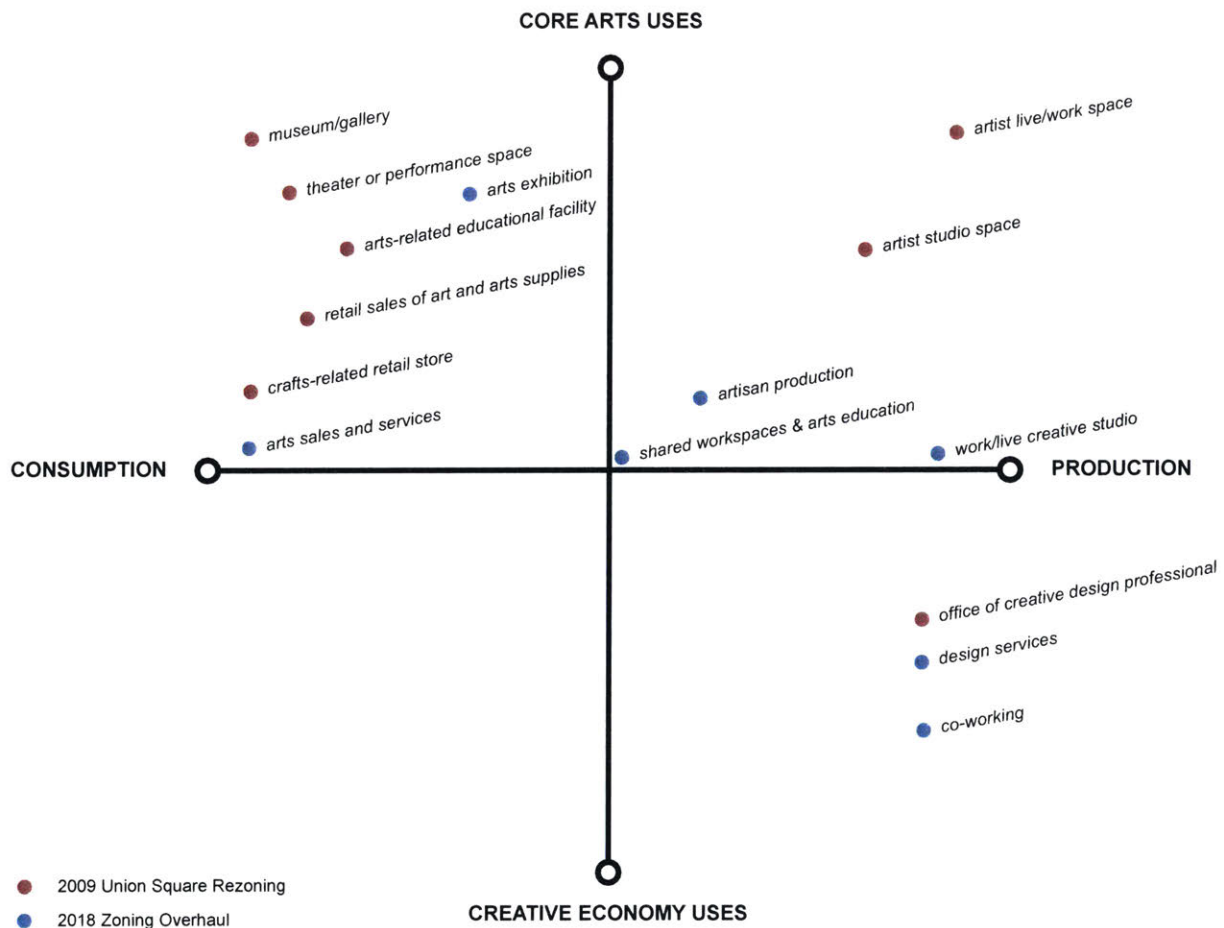 CORE ARTS USES
museum/gallery
artist live/work space
theater or performance space
arts exhibition
arts-related educational facility
artist studio space
retail sales of art and arts supplies
crafts-related retail store
artisan production
arts sales and services
shared workspaces & arts education
work/live creative studio
CONSUMPTION
PRODUCTION
office of creative design professional
design services
co-working
2009 Union Square Rezoning
2018 Zoning Overhaul
CREATIVE ECONOMY USES